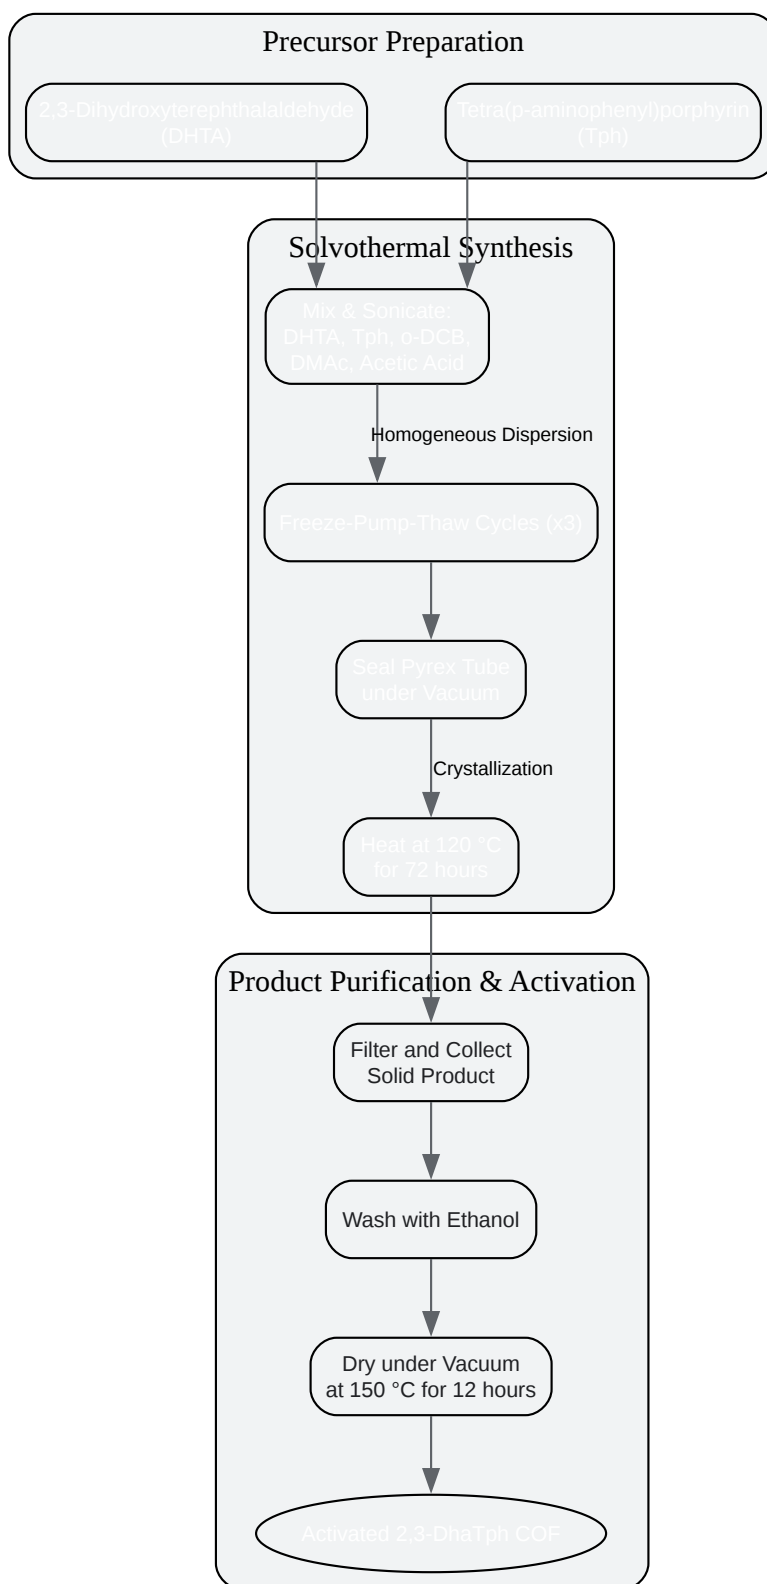 Precursor Preparation
2,3-Dihydroxyterephthalaldehyde
(DHTA)
Tetra(p-aminophenyl)porphyrin
(Tph)
Solvothermal Synthesis
Mix & Sonicate:
DHTA, Tph, o-DCB,
DMAc, Acetic Acid
Homogeneous Dispersion
Freeze-Pump-Thaw Cycles (x3)
Seal Pyrex Tube
under Vacuum
Crystallization
Heat at 120 °C
for 72 hours
Product Purification & Activation
Filter and Collect
Solid Product
Wash with Ethanol
Dry under Vacuum
at 150 °C for 12 hours
Activated 2,3-DhaTph COF